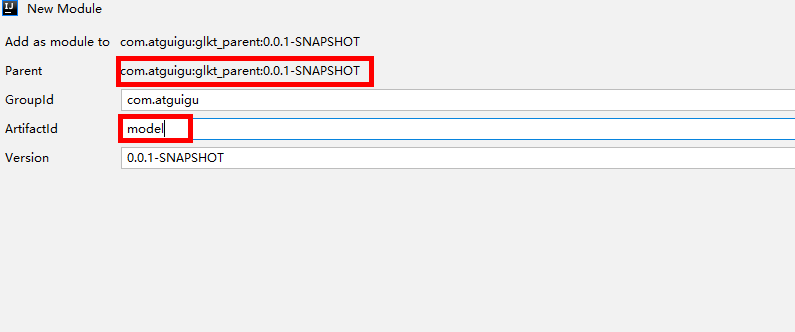 IJ New Module
Add as module to com.atguigu:glkt_parent:0.0.1-SNAPSHOT
Parent com.atguigu:glkt_parent:0.0.1-SNAPSHOT
GroupId com.atguigu
ArtifactId model
Version 0.0.1-SNAPSHOT